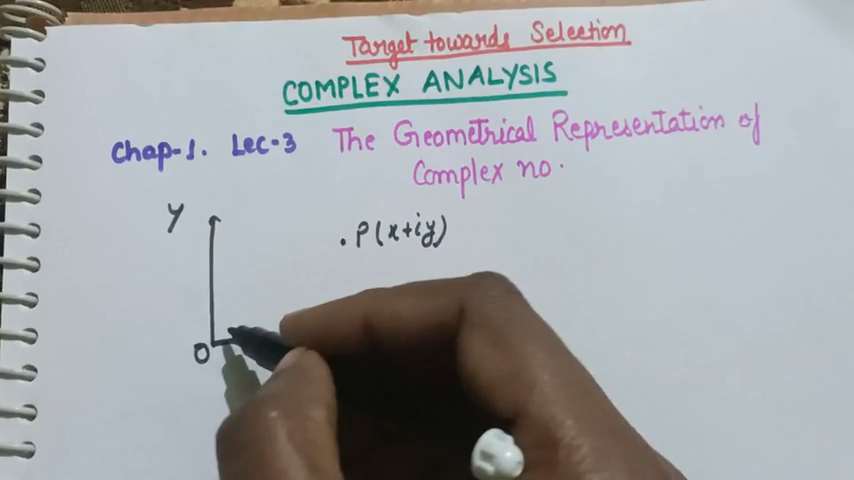 Target towards Selection
COMPLEX ANALYSIS
Chap-1. Lec-3 The Geometrical Representation of
Complex no.
Y
.P(x+iy)
O